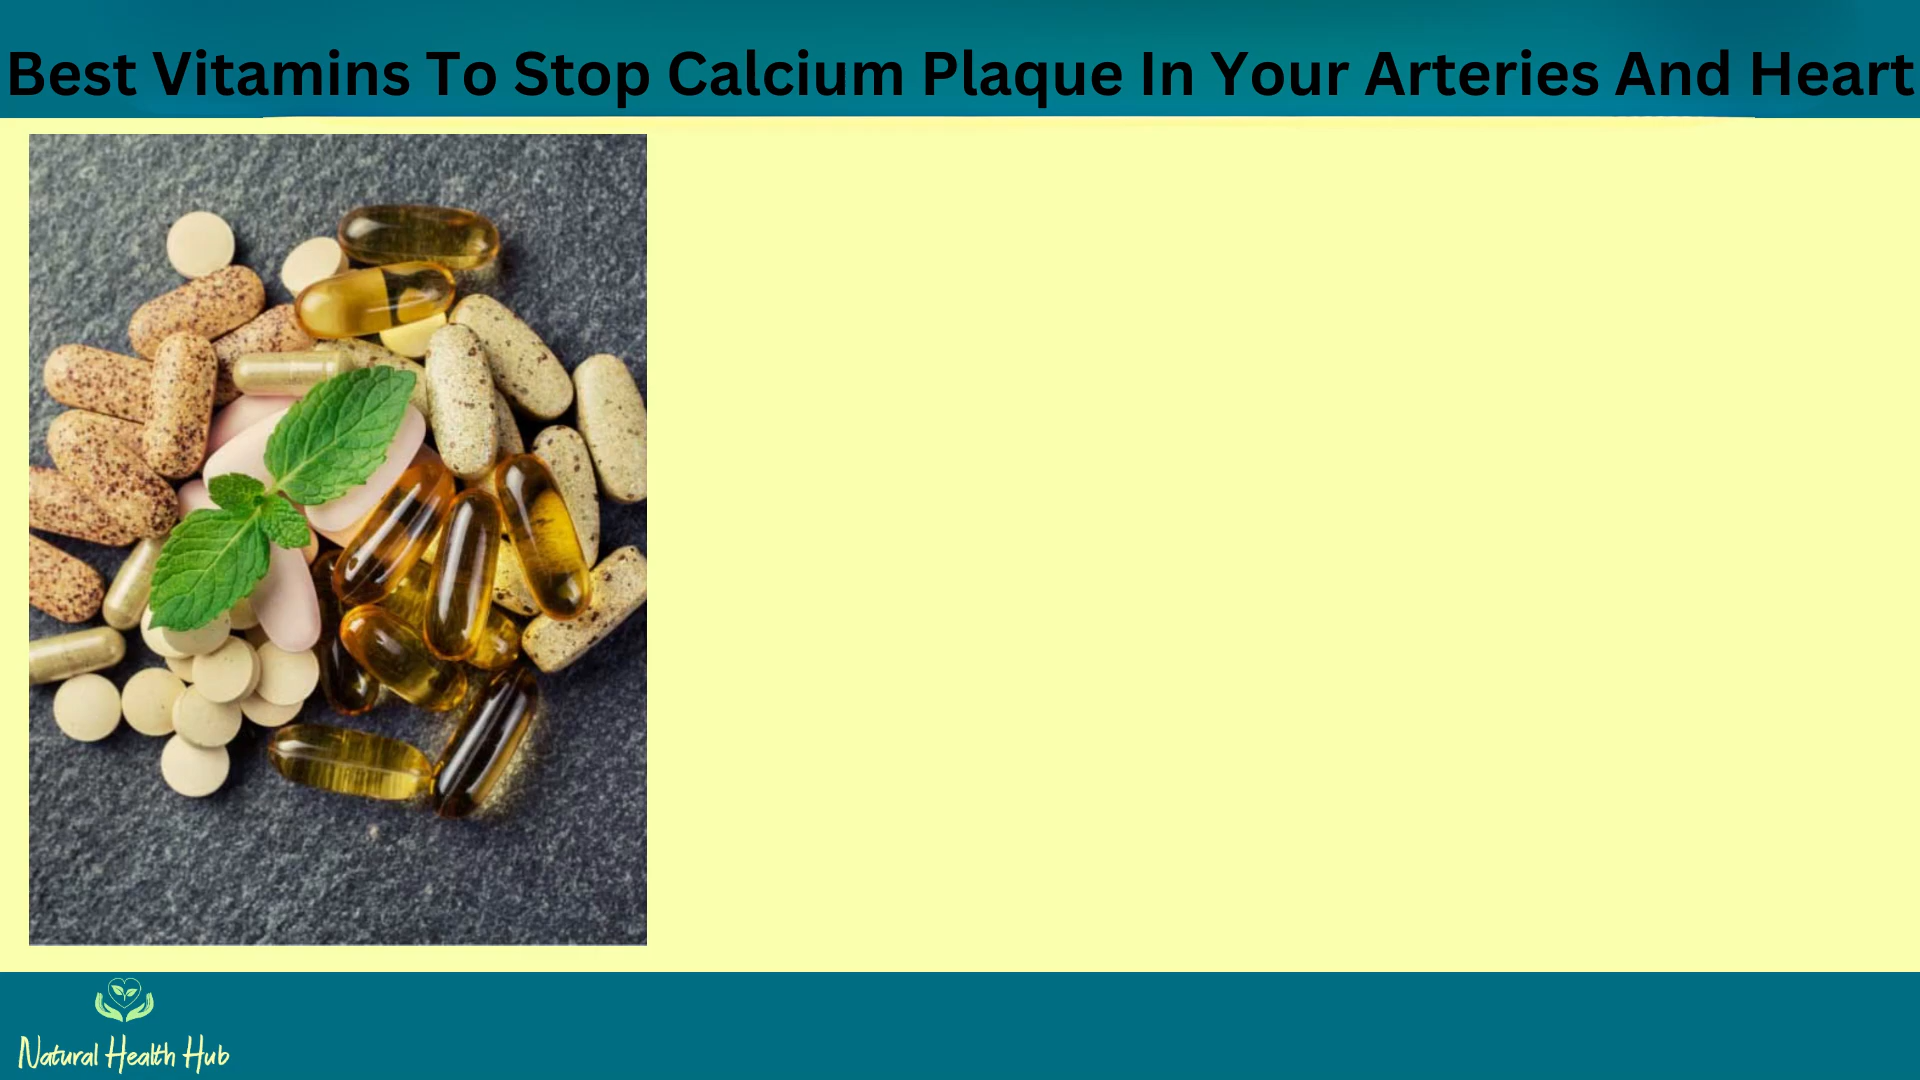 Best Vitamins To Stop Calcium Plaque In Your Arteries And Heart
Natural Health Hub